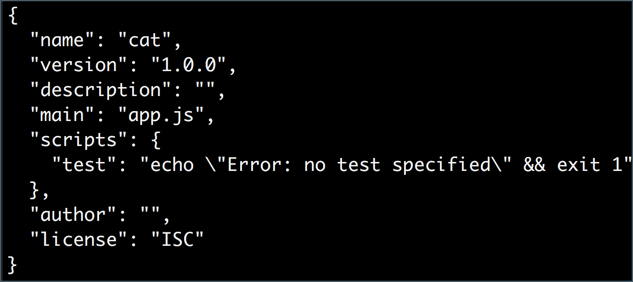 {
  "name": "cat",
  "version": "1.0.0",
  "description": "",
  "main": "app.js",
  "scripts": {
    "test": "echo \"Error: no test specified\" && exit 1"
  },
  "author": "",
  "license": "ISC"
}